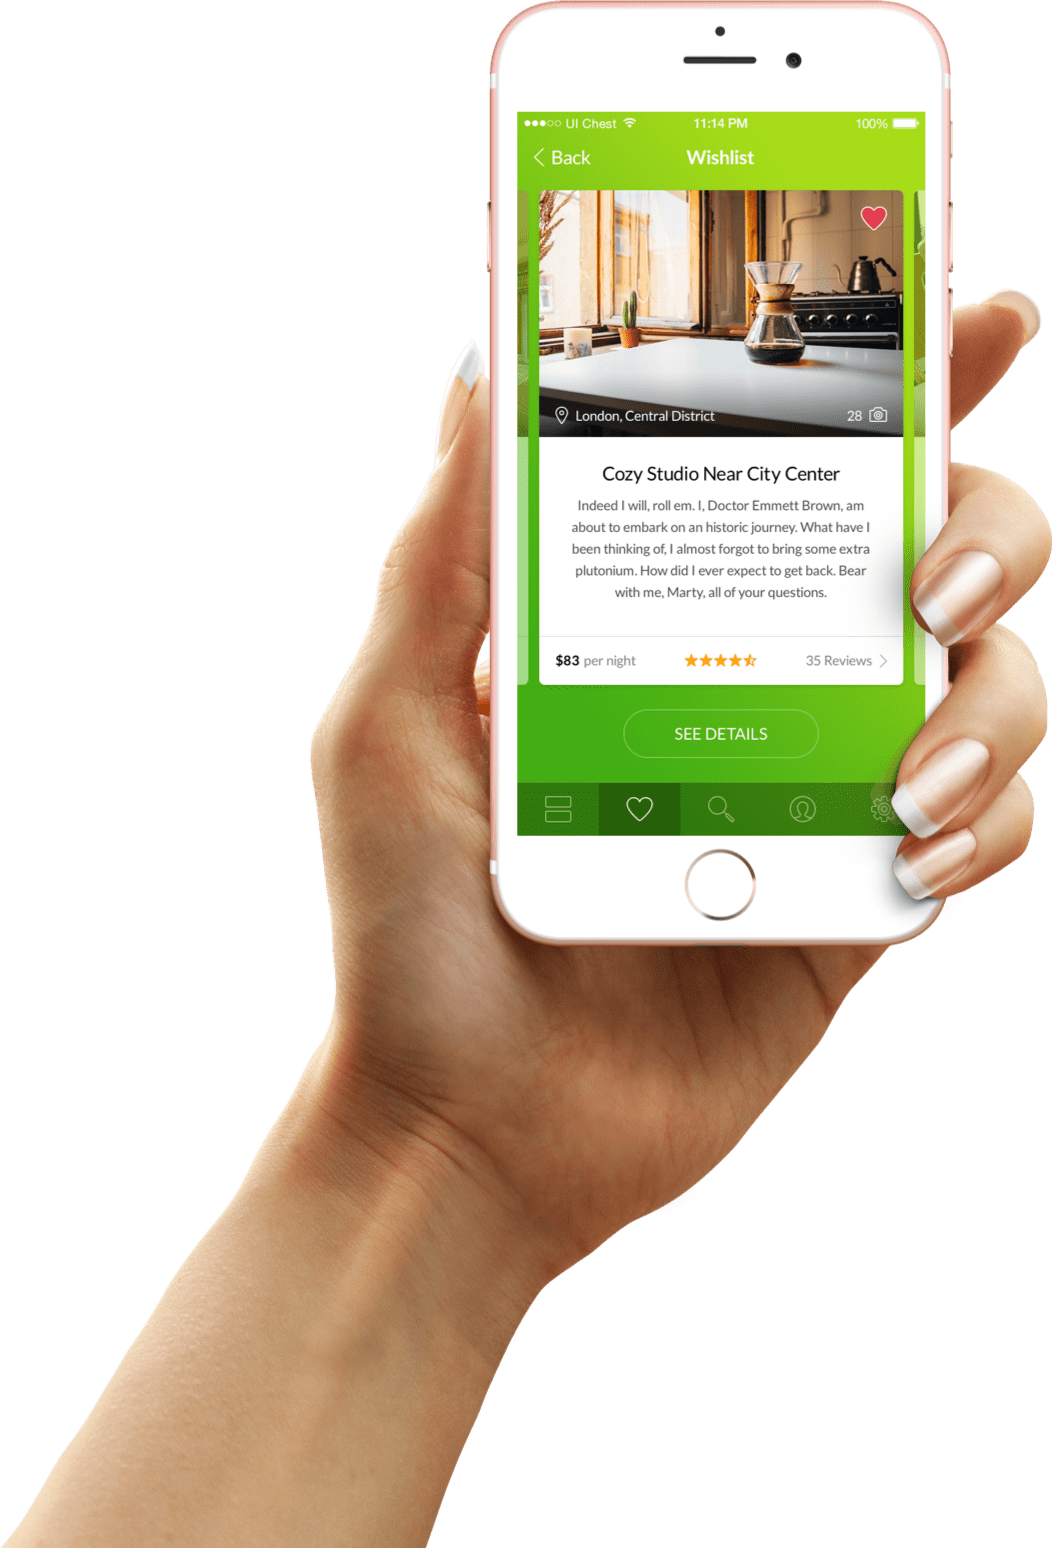 UI Chest 11:14 PM 100%
Back Wishlist
London, Central District 28
Cozy Studio Near City Center
Indeed I will, roll em. I, Doctor Emmett Brown, am
about to embark on an historic journey. What have I
been thinking of, I almost forgot to bring some extra
plutonium. How did I ever expect to get back. Bear
with me, Marty, all of your questions.
$83 per night 35 Reviews
SEE DETAILS